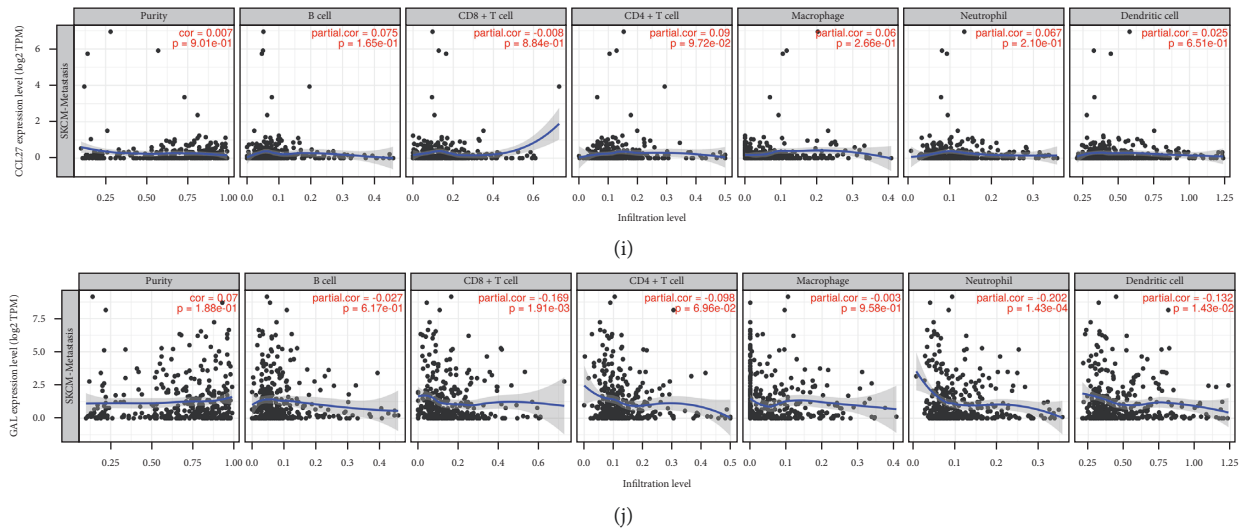 Purity B cell CD8 + T cell CD4 + T cell Macrophage Neutrophil Dendritic cell
cor = 0.007 partial.cor = 0.075 partial.cor = -0.008 partial.cor = 0.09 partial.cor = 0.06 partial.cor = 0.067 partial.cor = 0.025
p = 9.01e-01 p = 1.65e-01 p = 8.84e-01 p = 9.72e-02 p = 2.66e-01 p = 2.10e-01 p = 6.51e-01
CCL27 expression level (log2 TPM)
SKCM-Metastasis
6
4
2
0
0.25 0.50 0.75 1.00 0.0 0.1 0.2 0.3 0.4 0.0 0.2 0.4 0.6 0.0 0.1 0.2 0.3 0.4 0.5 0.0 0.1 0.2 0.3 0.4 0.0 0.1 0.2 0.3 0.25 0.50 0.75 1.00 1.25
Infiltration level
(i)
Purity B cell CD8 + T cell CD4 + T cell Macrophage Neutrophil Dendritic cell
cor = 0.07 partial.cor = -0.027 partial.cor = -0.169 partial.cor = -0.098 partial.cor = -0.003 partial.cor = -0.202 partial.cor = -0.132
p = 1.88e-01 p = 6.17e-01 p = 1.91e-03 p = 6.96e-02 p = 9.58e-01 p = 1.43e-04 p = 1.43e-02
GAL expression level (log2 TPM)
SKCM-Metastasis
7.5
5.0
2.5
0.0
0.25 0.50 0.75 1.00 0.0 0.1 0.2 0.3 0.4 0.0 0.2 0.4 0.6 0.0 0.1 0.2 0.3 0.4 0.5 0.0 0.1 0.2 0.3 0.4 0.0 0.1 0.2 0.3 0.25 0.50 0.75 1.00 1.25
Infiltration level
(j)